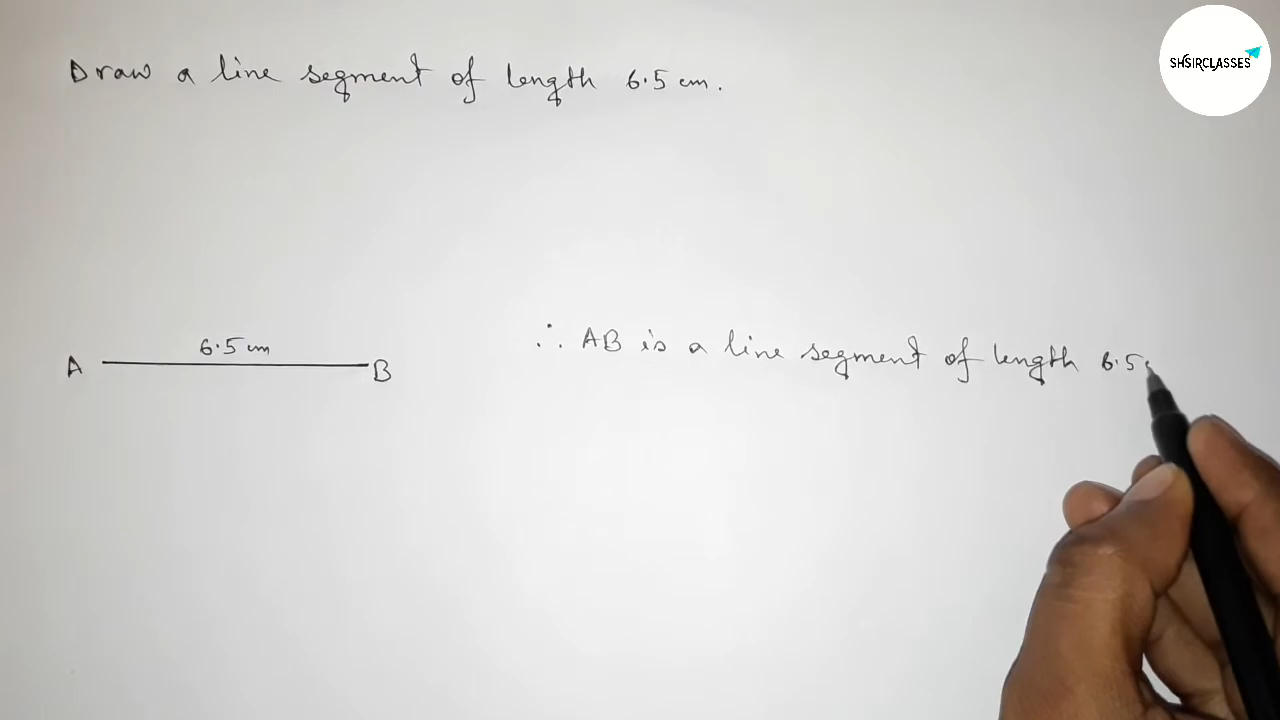 Draw a line segment of length 6.5 cm.
SHSIRCLASSES
6.5 cm
A B
∴ AB is a line segment of length 6.5c